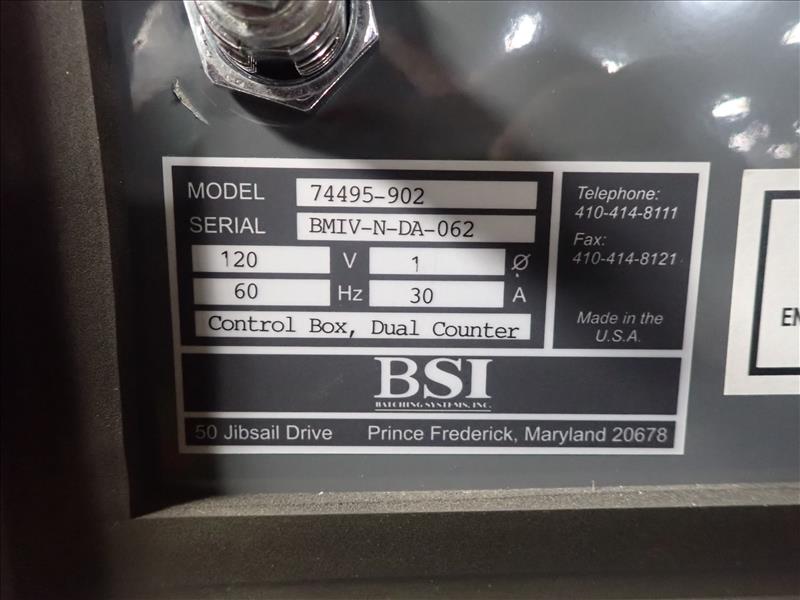 MODEL 74495-902
SERIAL BMIV-N-DA-062
120 V 1 Ø
60 Hz 30 A
Control Box, Dual Counter
Telephone:
410-414-8111
Fax:
410-414-8121
Made in the
U.S.A.
BSI
BATCHING SYSTEMS, INC.
50 Jibsail Drive Prince Frederick, Maryland 20678